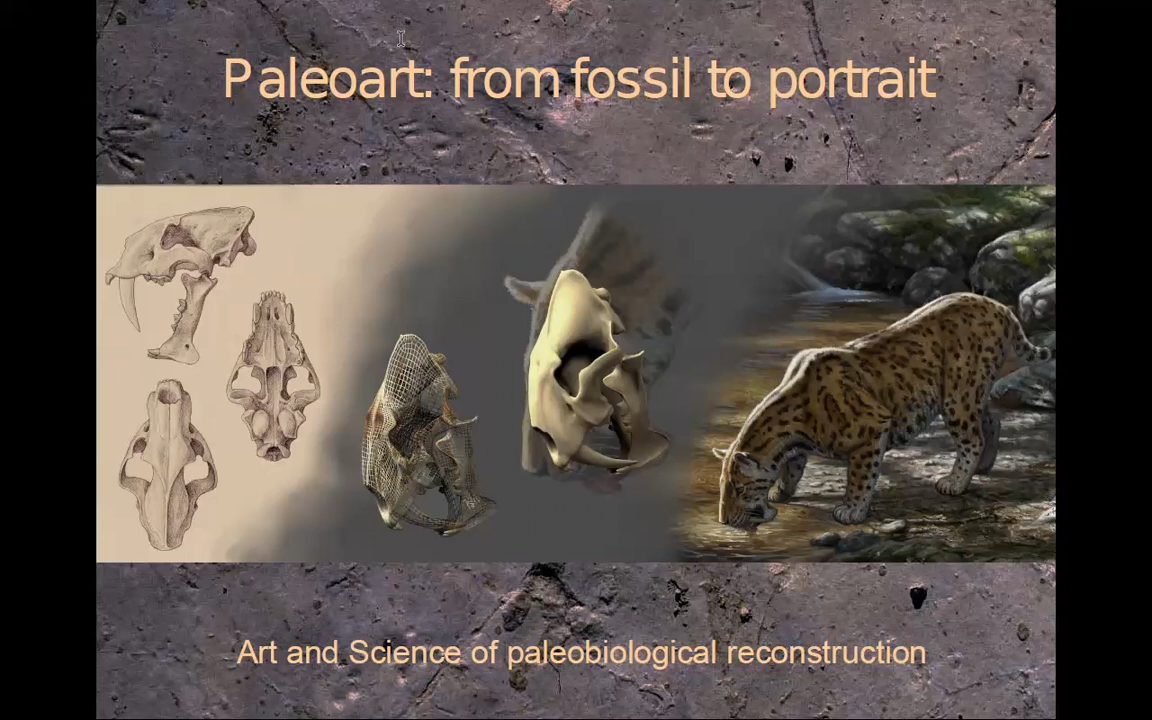 Paleoart: from fossil to portrait
Art and Science of paleobiological reconstruction